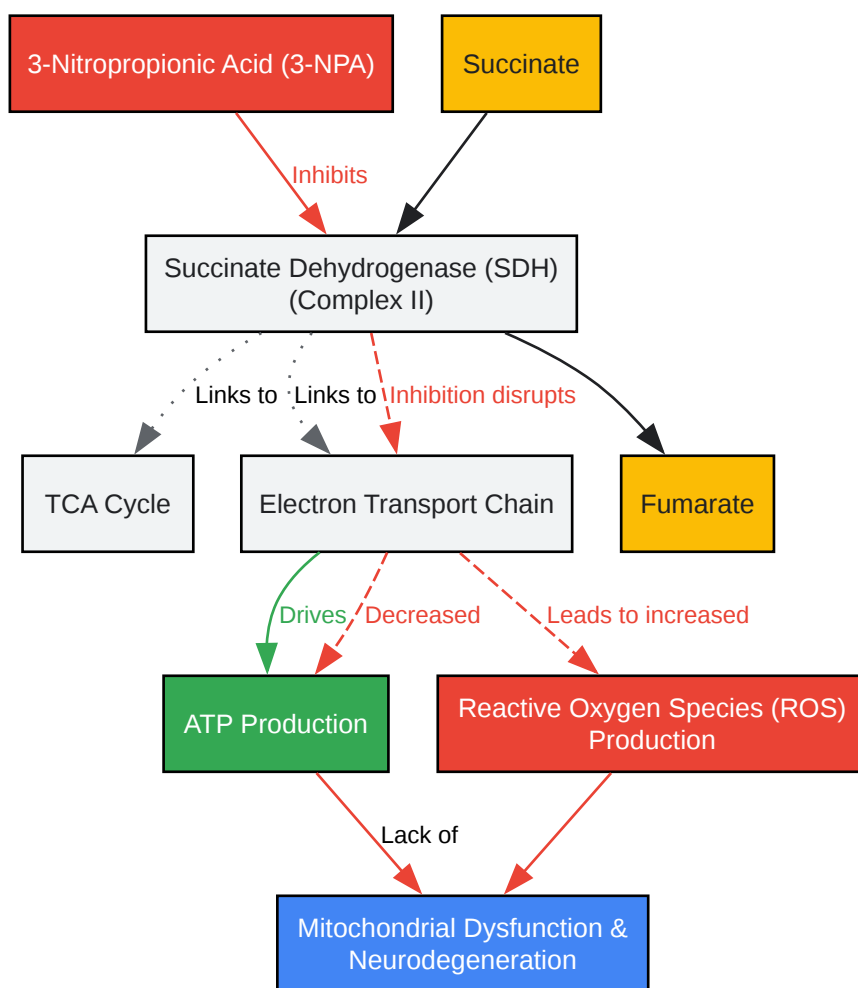 3-Nitropropionic Acid (3-NPA)
Succinate
Inhibits
Succinate Dehydrogenase (SDH)
(Complex II)
Links to
Links to
Inhibition disrupts
TCA Cycle
Electron Transport Chain
Fumarate
Drives
Decreased
Leads to increased
ATP Production
Reactive Oxygen Species (ROS)
Production
Lack of
Mitochondrial Dysfunction &
Neurodegeneration